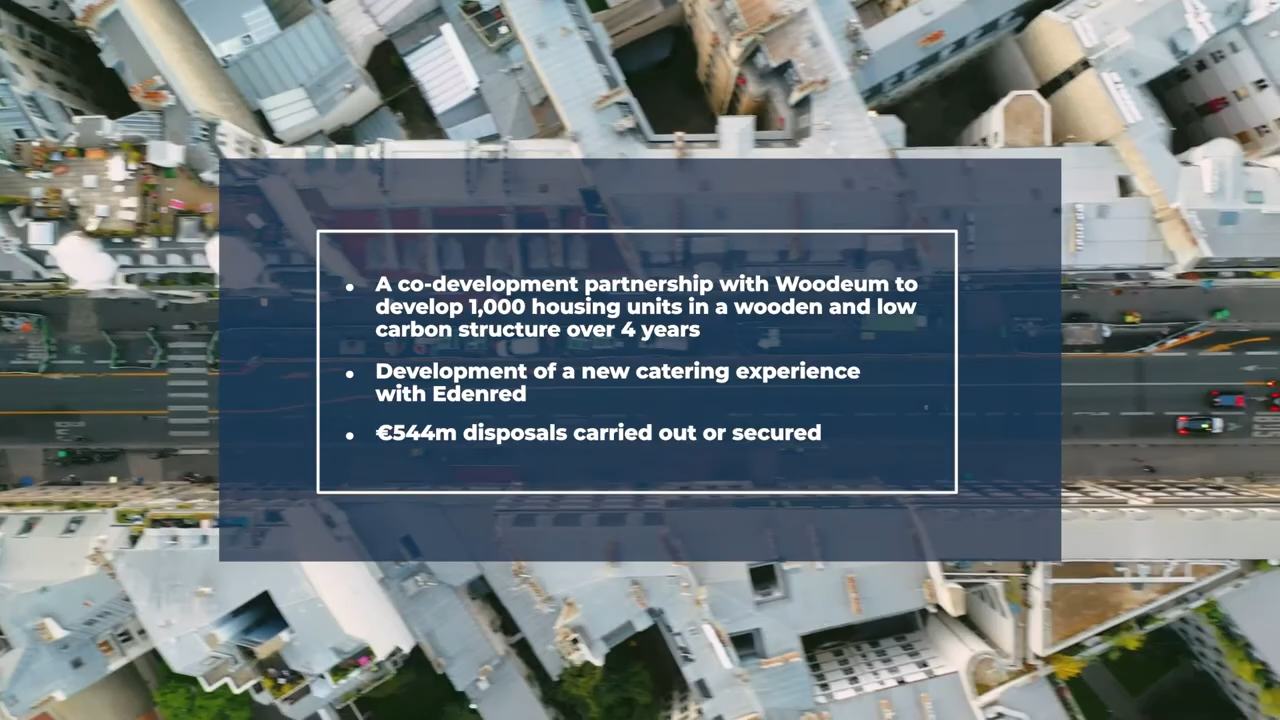 • A co-development partnership with Woodeum to
develop 1,000 housing units in a wooden and low
carbon structure over 4 years
• Development of a new catering experience
with Edenred
• €544m disposals carried out or secured